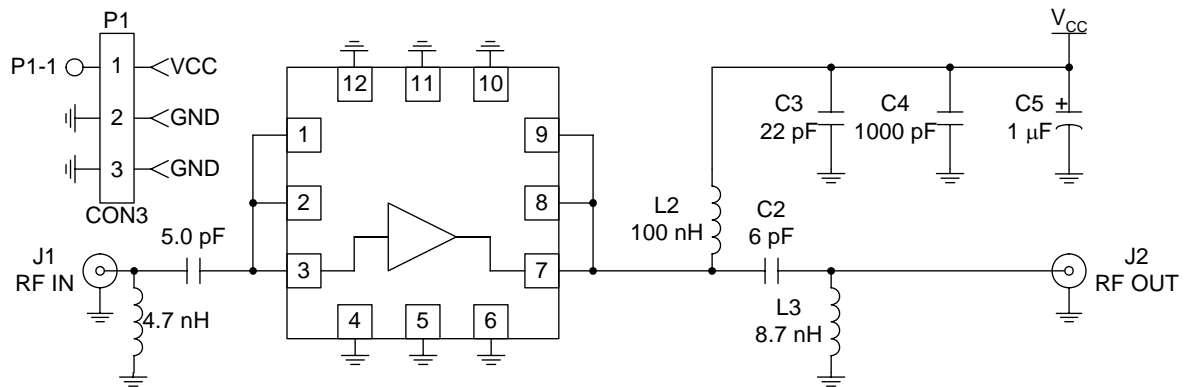 P1
P1-1
1
VCC
2
GND
3
GND
CON3
J1
RF IN
4.7 nH
5.0 pF
12
11
10
1
2
3
4
5
6
9
8
7
L2
100 nH
C2
6 pF
L3
8.7 nH
C3
22 pF
C4
1000 pF
C5
+
1 μF
V_CC
J2
RF OUT